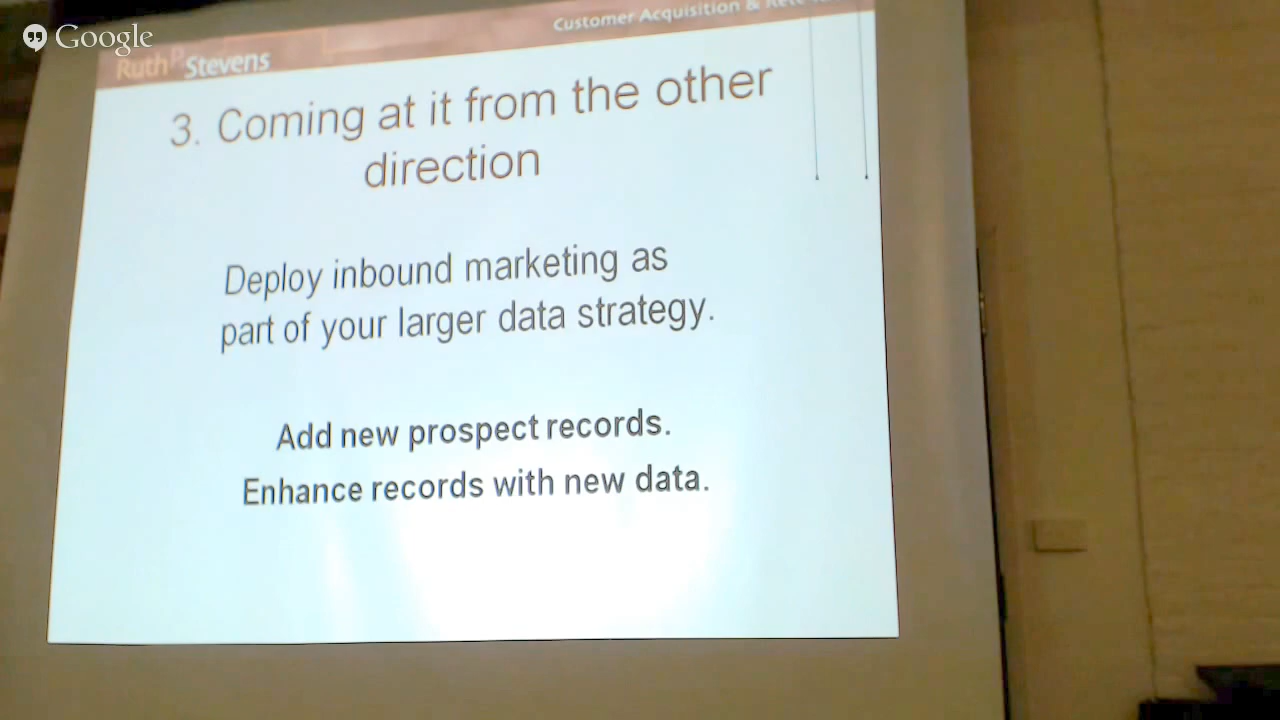 Google
Customer Acquisition &
Ruth P. Stevens
3. Coming at it from the other
direction
Deploy inbound marketing as
part of your larger data strategy.
Add new prospect records.
Enhance records with new data.